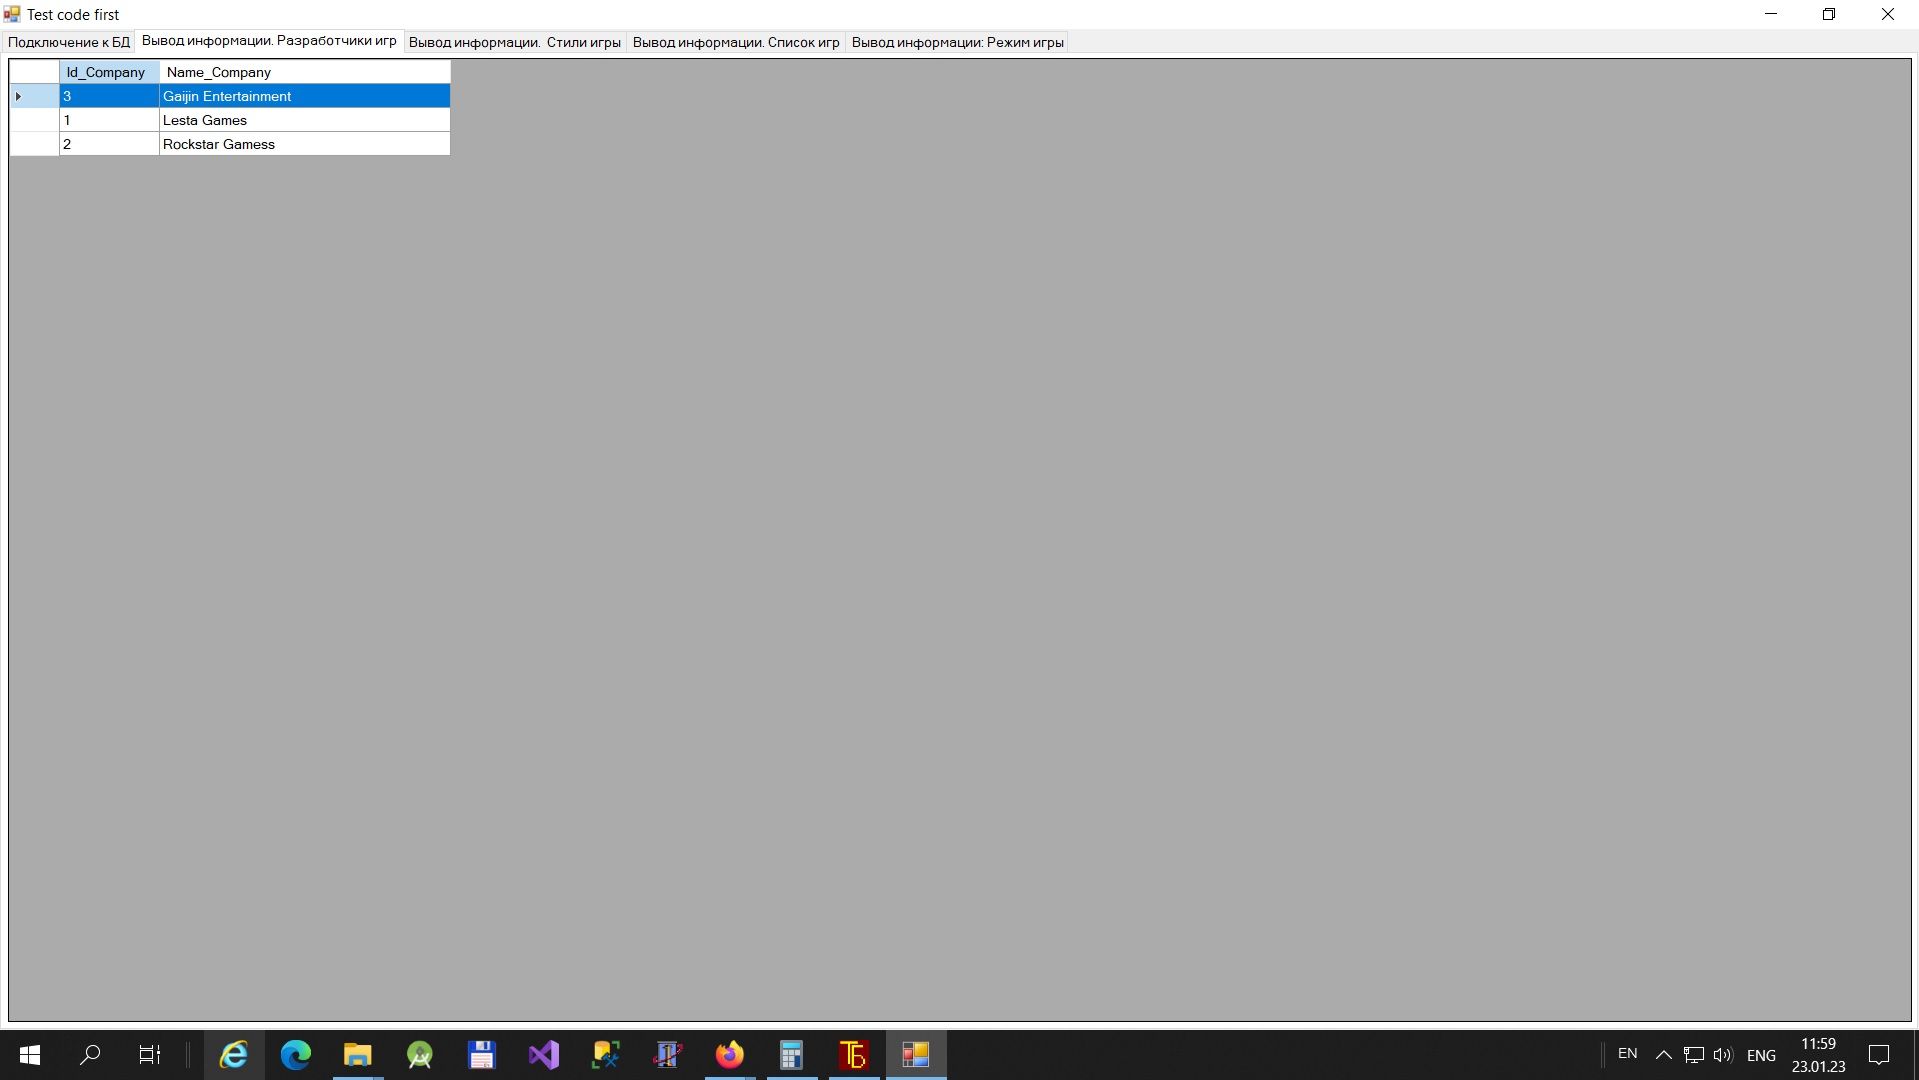 Test code first
Подключение к БД Вывод информации. Разработчики игр Вывод информации.  Стили игры Вывод информации. Список игр Вывод информации: Режим игры
Id_Company Name_Company
3 Gaijin Entertainment
1 Lesta Games
2 Rockstar Gamess
EN ENG 11:59
23.01.23